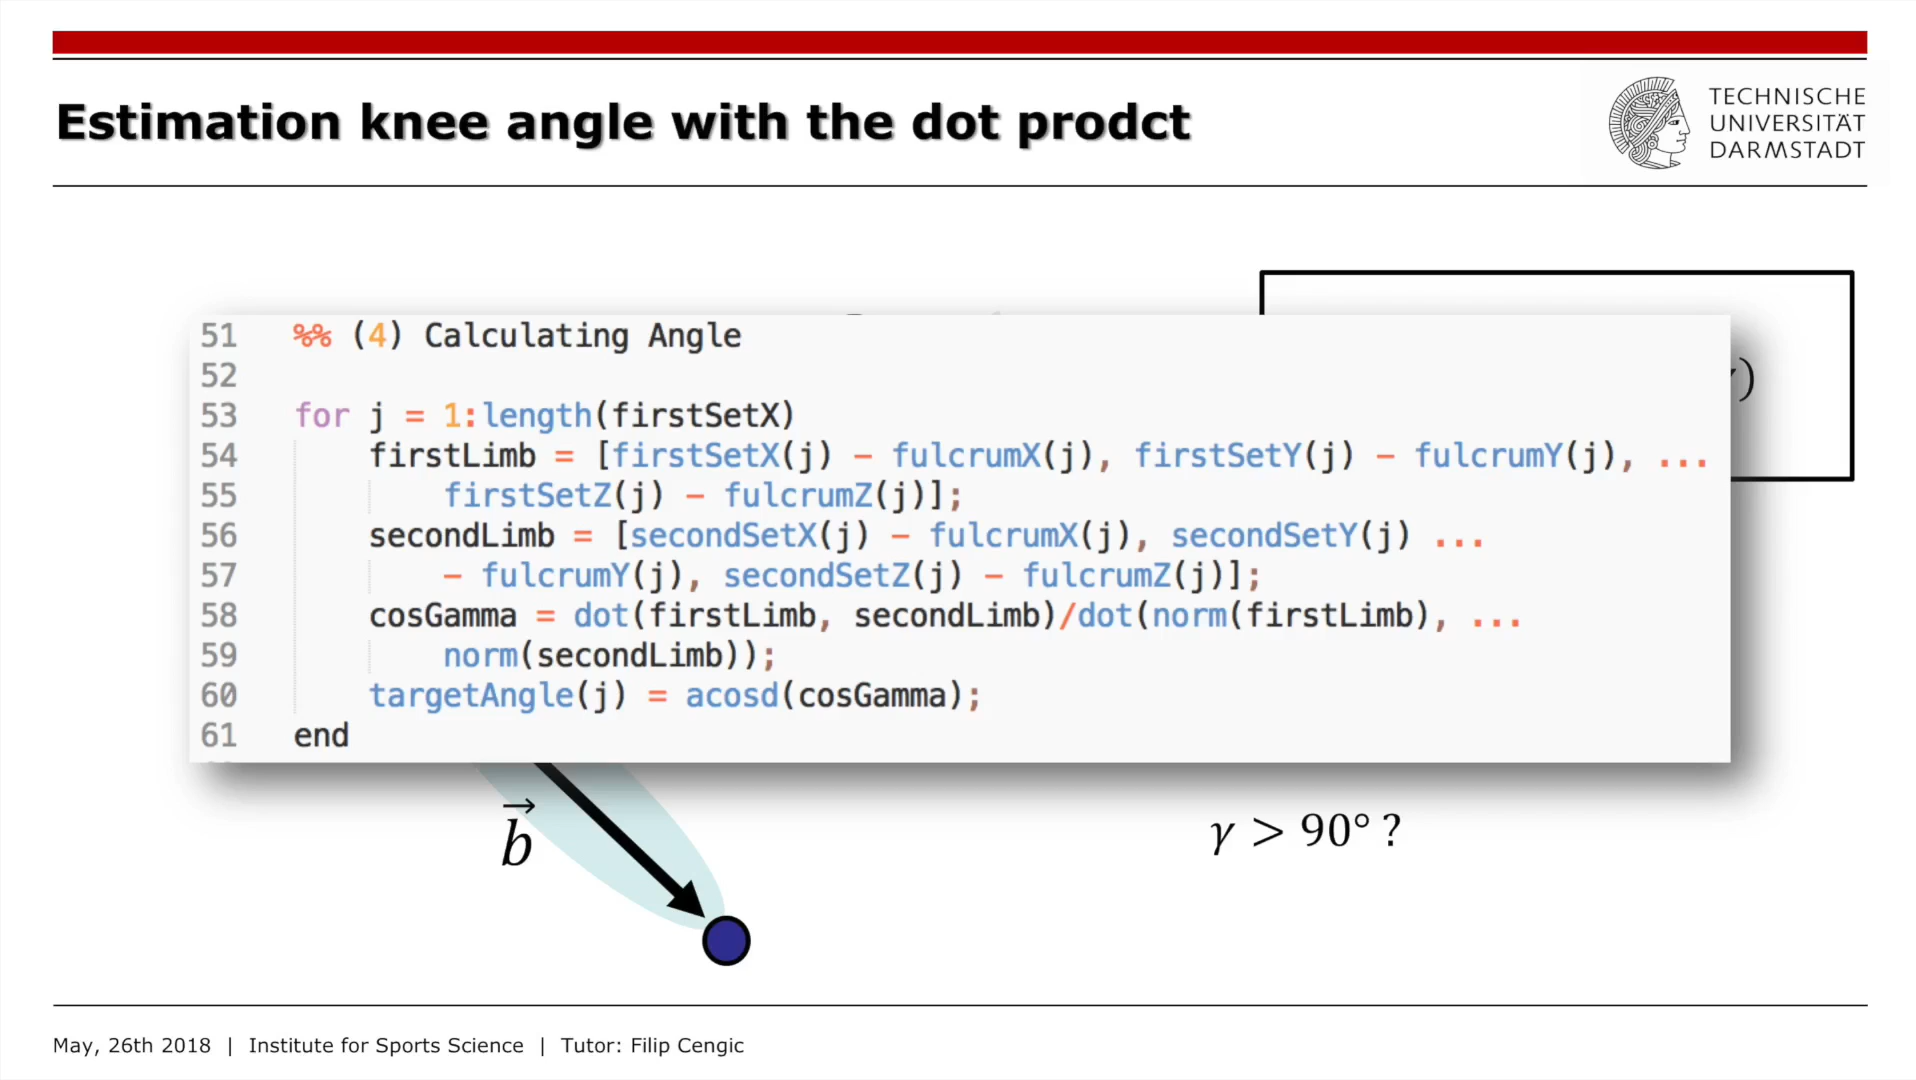 Estimation knee angle with the dot prodct
TECHNISCHE
UNIVERSITÄT
DARMSTADT
51 %% (4) Calculating Angle
52
53 for j = 1:length(firstSetX)
54 firstLimb = [firstSetX(j) - fulcrumX(j), firstSetY(j) - fulcrumY(j), ...
55 firstSetZ(j) - fulcrumZ(j)];
56 secondLimb = [secondSetX(j) - fulcrumX(j), secondSetY(j) ...
57 - fulcrumY(j), secondSetZ(j) - fulcrumZ(j)];
58 cosGamma = dot(firstLimb, secondLimb)/dot(norm(firstLimb), ...
59 norm(secondLimb));
60 targetAngle(j) = acosd(cosGamma);
61 end
)
b⃗
γ > 90° ?
May, 26th 2018 | Institute for Sports Science | Tutor: Filip Cengic